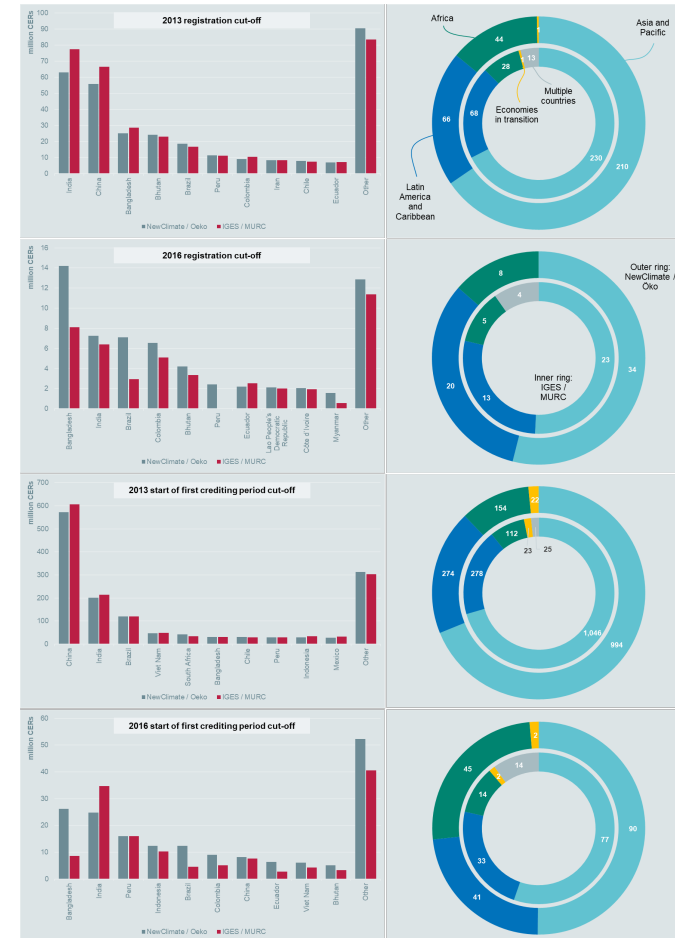 million CERs
100
90
80
70
60
50
40
30
20
10
0
2013 registration cut-off
India
China
Bangladesh
Bhutan
Brazil
Peru
Colombia
Iran
Chile
Ecuador
Other
NewClimate / Oeko
IGES / MURC
Africa
Asia and
Pacific
44
28
13
Multiple
countries
Economies
in transition
66
68
230
210
Latin
America
and
Caribbean
million CERs
16
14
12
10
8
6
4
2
0
2016 registration cut-off
Bangladesh
India
Brazil
Colombia
Bhutan
Peru
Ecuador
Lao People's
Democratic
Republic
Côte d'Ivoire
Myanmar
Other
NewClimate / Oeko
IGES / MURC
8
Outer ring:
NewClimate /
Öko
4
5
23
34
20
13
Inner ring:
IGES /
MURC
million CERs
700
600
500
400
300
200
100
0
2013 start of first crediting period cut-off
China
India
Brazil
Viet Nam
South Africa
Bangladesh
Chile
Peru
Indonesia
Mexico
Other
NewClimate / Oeko
IGES / MURC
22
154
112
23
25
274
278
1,046
994
million CERs
60
50
40
30
20
10
0
2016 start of first crediting period cut-off
Bangladesh
India
Peru
Indonesia
Brazil
Colombia
China
Ecuador
Viet Nam
Bhutan
Other
NewClimate / Oeko
IGES / MURC
2
45
14
3
14
77
90
33
41